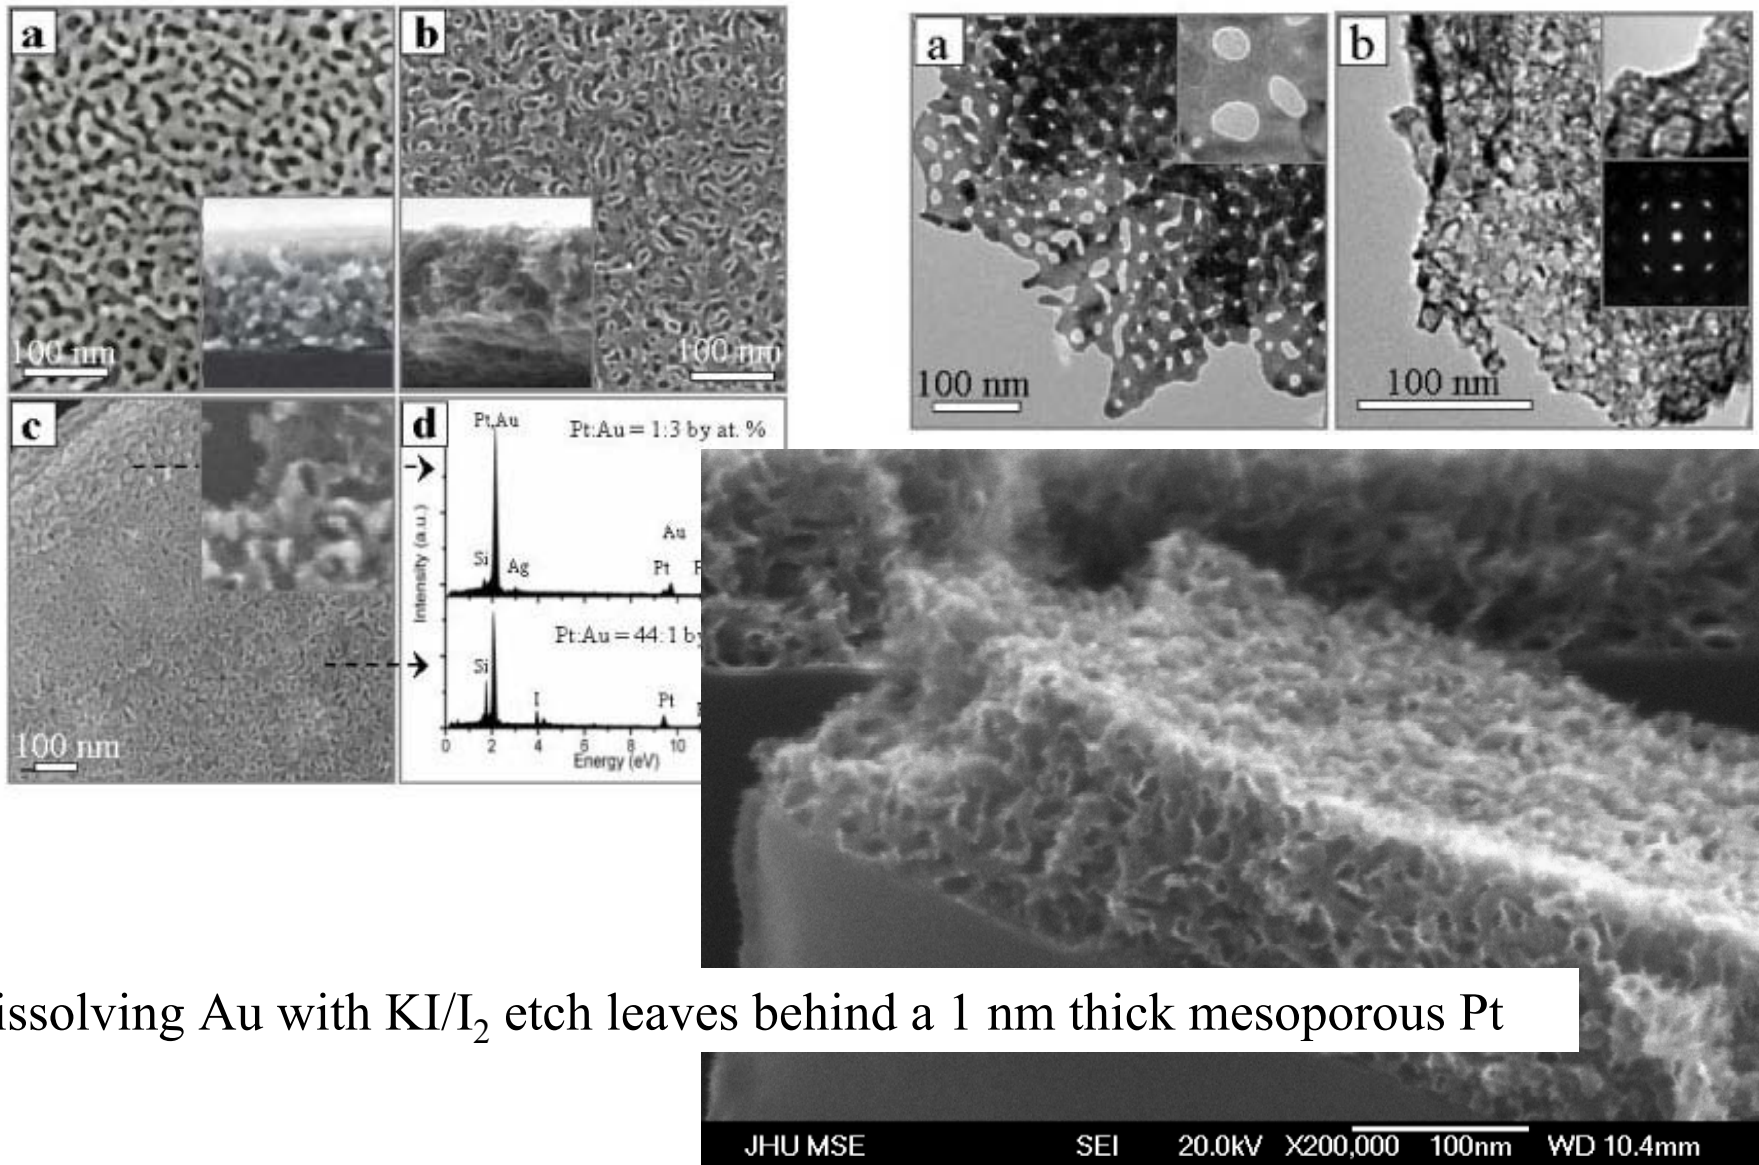 a
b
100 nm
100 nm
c
100 nm
d
Pt,Au
Pt:Au = 1:3 by at. %
Au
Si
Ag
Pt
Intensity (a.u.)
Pt:Au = 44:1 by
Si
I
Pt
0 2 4 6 8 10
Energy (eV)
a
b
100 nm
100 nm
issolving Au with KI/I₂ etch leaves behind a 1 nm thick mesoporous Pt
JHU MSE SEI 20.0kV X200,000 100nm WD 10.4mm